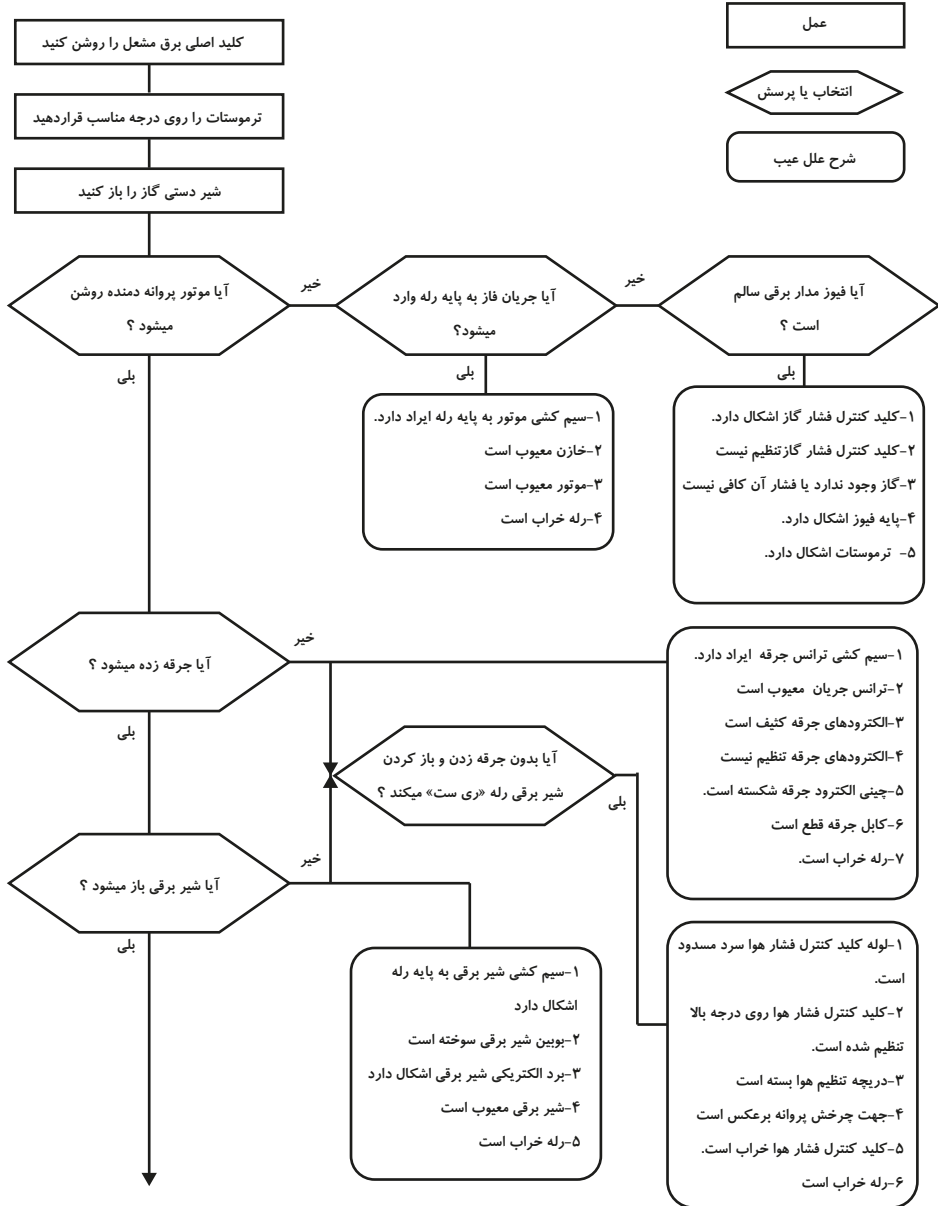 عمل
انتخاب یا پرسش
شرح علل عیب
کلید اصلی برق مشعل را روشن کنید
ترموستات را روی درجه مناسب قراردهید
شیر دستی گاز را باز کنید
آیا موتور پروانه دمنده روشن
میشود ؟
خیر
آیا جریان فاز به پایه رله وارد
میشود؟
خیر
آیا فیوز مدار برقی سالم
است ؟
بلی
بلی
بلی
۱-سیم کشی موتور به پایه رله ایراد دارد.
۲-خازن معیوب است
۳-موتور معیوب است
۴-رله خراب است
۱-کلید کنترل فشار گاز اشکال دارد.
۲-کلید کنترل فشار گازتنظیم نیست
۳-گاز وجود ندارد یا فشار آن کافی نیست
۴-پایه فیوز اشکال دارد.
۵- ترموستات اشکال دارد.
آیا جرقه زده میشود ؟
خیر
بلی
۱-سیم کشی ترانس جرقه ایراد دارد.
۲-ترانس جریان معیوب است
۳-الکترودهای جرقه کثیف است
۴-الکترودهای جرقه تنظیم نیست
۵-چینی الکترود جرقه شکسته است.
۶-کابل جرقه قطع است
۷-رله خراب است.
آیا بدون جرقه زدن و باز کردن
شیر برقی رله «ری ست» میکند ؟
بلی
آیا شیر برقی باز میشود ؟
خیر
بلی
۱-سیم کشی شیر برقی به پایه رله
اشکال دارد
۲-بوبین شیر برقی سوخته است
۳-برد الکتریکی شیر برقی اشکال دارد
۴-شیر برقی معیوب است
۵-رله خراب است
۱-لوله کلید کنترل فشار هوا سرد مسدود
است.
۲-کلید کنترل فشار هوا روی درجه بالا
تنظیم شده است.
۳-دریچه تنظیم هوا بسته است
۴-جهت چرخش پروانه برعکس است
۵-کلید کنترل فشار هوا خراب است.
۶-رله خراب است